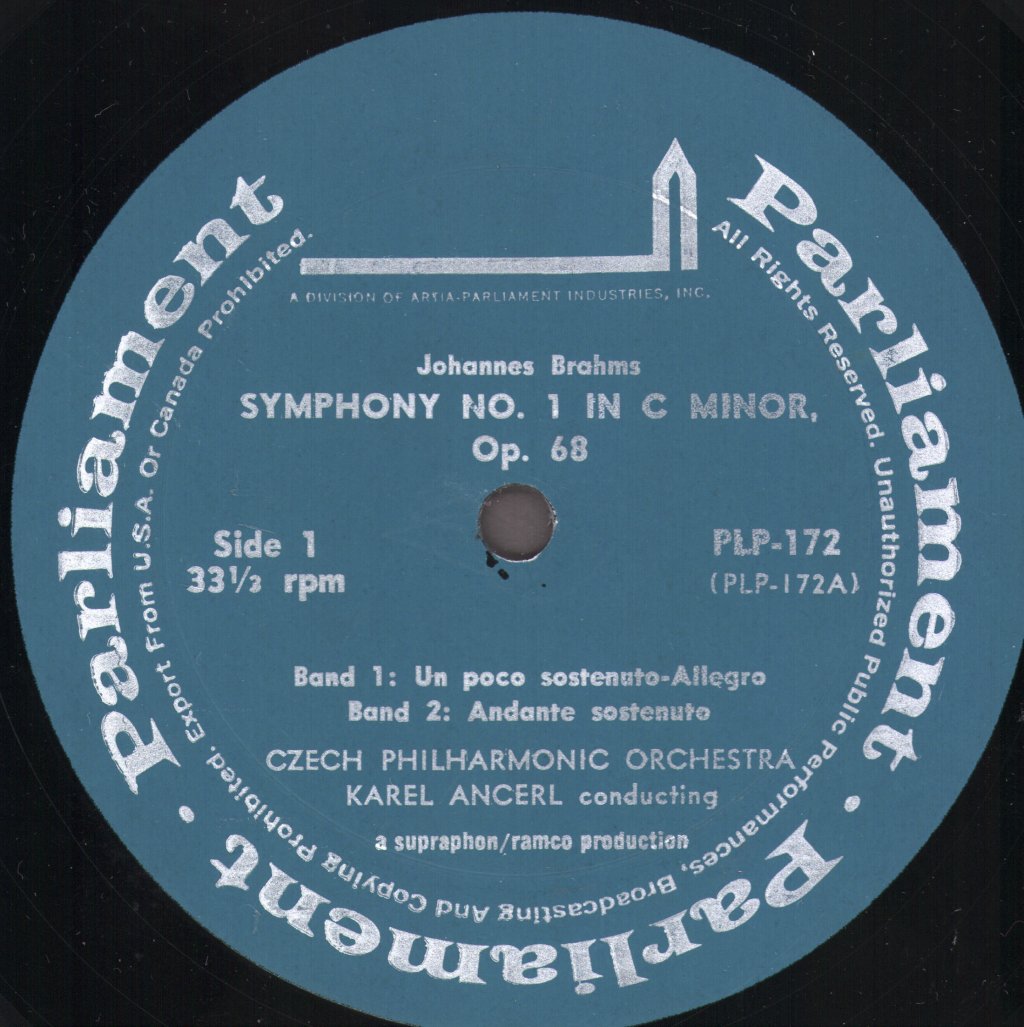 Parliament · Parliament · Parliament
All Rights Reserved. Unauthorized Public Performances, Broadcasting And Copying Prohibited. Export From U.S.A. Or Canada Prohibited.
A DIVISION OF ARTIA-PARLIAMENT INDUSTRIES, INC.
Johannes Brahms
SYMPHONY NO. 1 IN C MINOR,
Op. 68
Side 1 PLP-172
33⅓ rpm (PLP-172A)
Band 1: Un poco sostenuto-Allegro
Band 2: Andante sostenuto
CZECH PHILHARMONIC ORCHESTRA
KAREL ANCERL conducting
a supraphon/ramco production